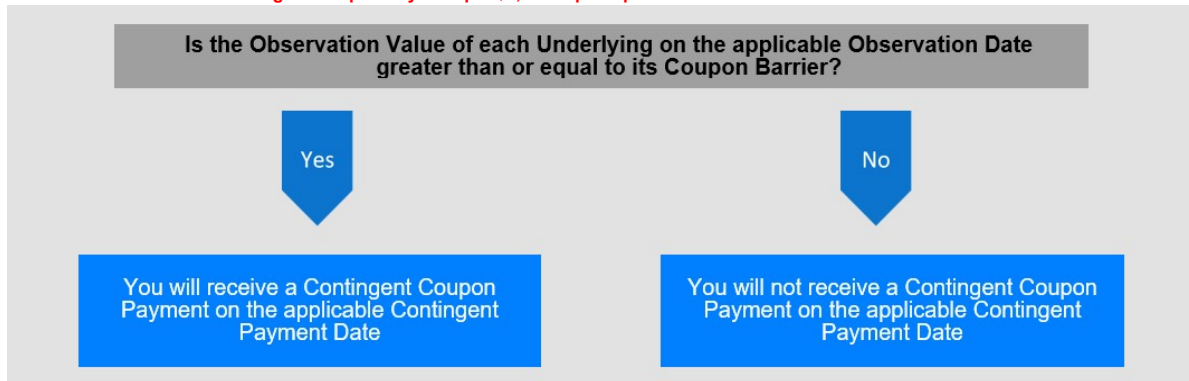 Is the Observation Value of each Underlying on the applicable Observation Date
greater than or equal to its Coupon Barrier?
Yes
No
You will receive a Contingent Coupon
Payment on the applicable Contingent
Payment Date
You will not receive a Contingent Coupon
Payment on the applicable Contingent
Payment Date